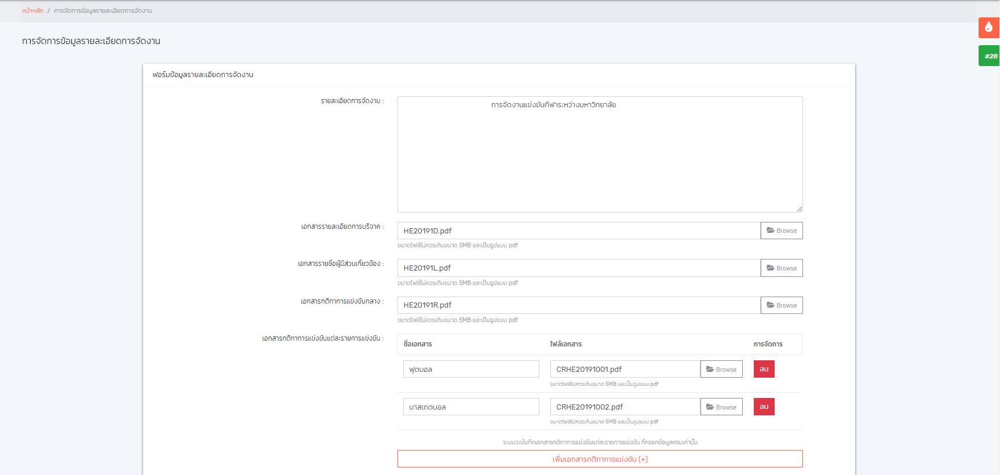 หน้าหลัก / การจัดการข้อมูลรายละเอียดการจัดงาน
การจัดการข้อมูลรายละเอียดการจัดงาน
#28
ฟอร์มข้อมูลรายละเอียดการจัดงาน
รายละเอียดการจัดงาน :
การจัดงานแข่งขันกีฬาระหว่างมหาวิทยาลัย
เอกสารรายละเอียดการบริจาค :
HE20191D.pdf Browse
ขนาดไฟล์ไม่ควรเกินขนาด 5MB และเป็นรูปแบบ pdf
เอกสารรายชื่อผู้มีส่วนเกี่ยวข้อง :
HE20191L.pdf Browse
ขนาดไฟล์ไม่ควรเกินขนาด 5MB และเป็นรูปแบบ pdf
เอกสารกติกาการแข่งขันกลาง :
HE20191R.pdf Browse
ขนาดไฟล์ไม่ควรเกินขนาด 5MB และเป็นรูปแบบ pdf
เอกสารกติกาการแข่งขันแต่ละรายการแข่งขัน :
ชื่อเอกสาร ไฟล์เอกสาร การจัดการ
ฟุตบอล CRHE20191001.pdf Browse ลบ
ขนาดไฟล์ไม่ควรเกินขนาด 5MB และเป็นรูปแบบ pdf
บาสเกตบอล CRHE20191002.pdf Browse ลบ
ขนาดไฟล์ไม่ควรเกินขนาด 5MB และเป็นรูปแบบ pdf
ระบบจะบันทึกเอกสารกติกาการแข่งขันแต่ละรายการแข่งขัน ที่กรอกข้อมูลครบเท่านั้น
เพิ่มเอกสารกติกาการแข่งขัน (+)